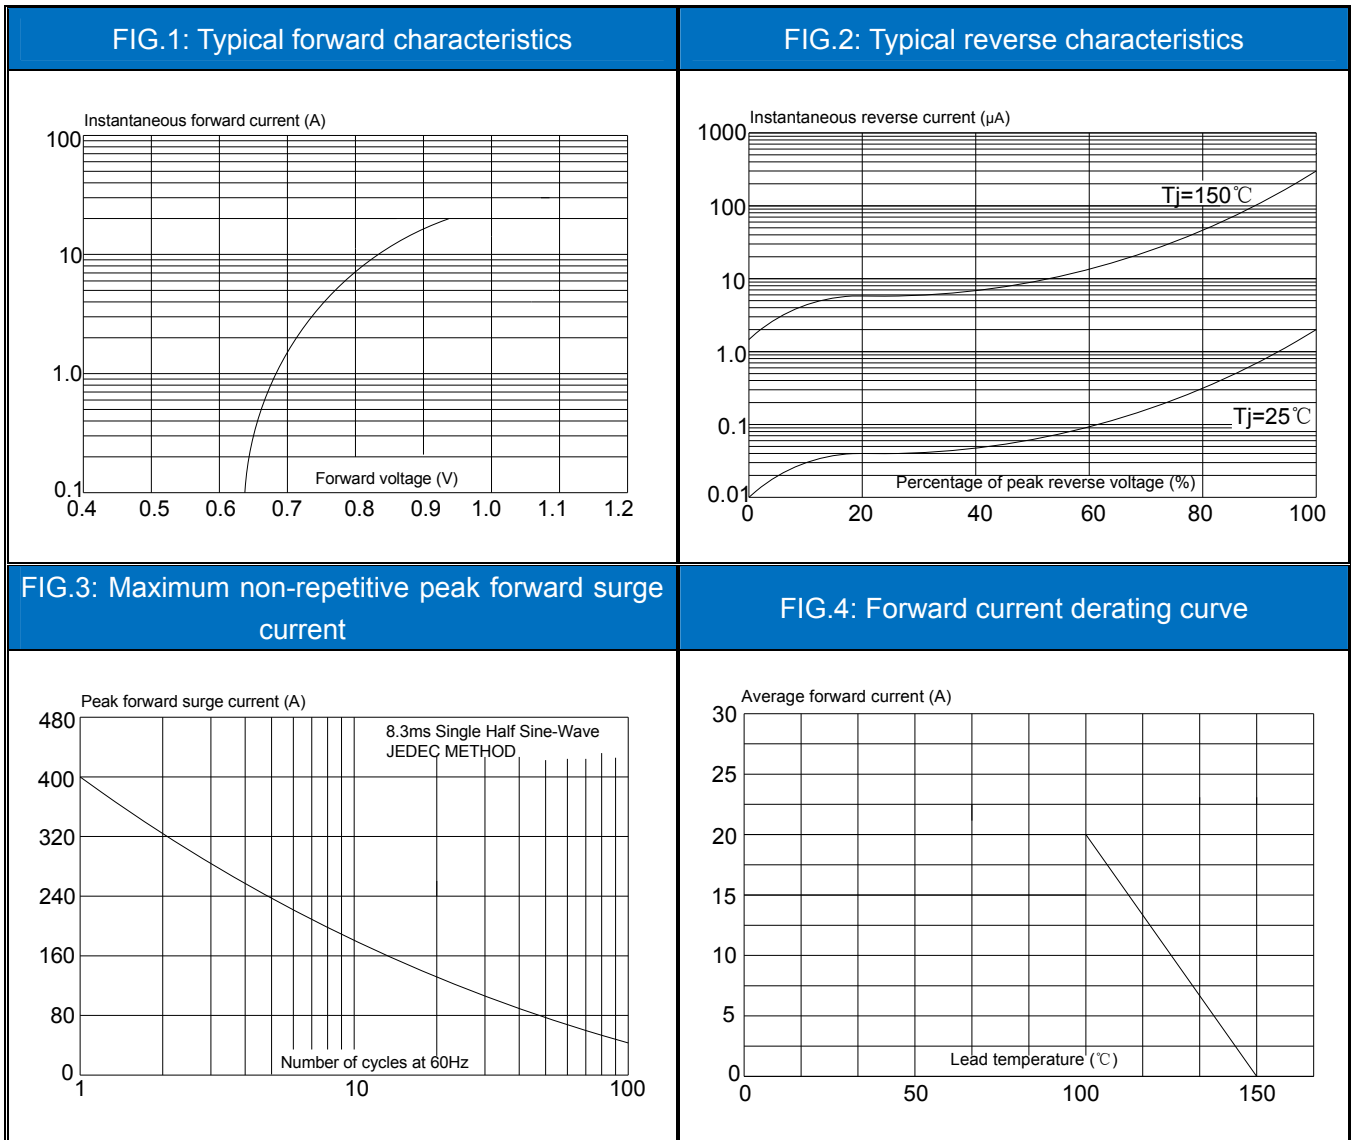 FIG.1: Typical forward characteristics
FIG.2: Typical reverse characteristics
Instantaneous forward current (A)
100
10
1.0
0.1
Forward voltage (V)
0.4 0.5 0.6 0.7 0.8 0.9 1.0 1.1 1.2
Instantaneous reverse current (μA)
1000
Tj=150℃
100
10
1.0
0.1
Tj=25℃
0.01
Percentage of peak reverse voltage (%)
0 20 40 60 80 100
FIG.3: Maximum non-repetitive peak forward surge
current
FIG.4: Forward current derating curve
Peak forward surge current (A)
480
8.3ms Single Half Sine-Wave
JEDEC METHOD
400
320
240
160
80
0
Number of cycles at 60Hz
1 10 100
Average forward current (A)
30
25
20
15
10
5
0
Lead temperature (℃)
0 50 100 150